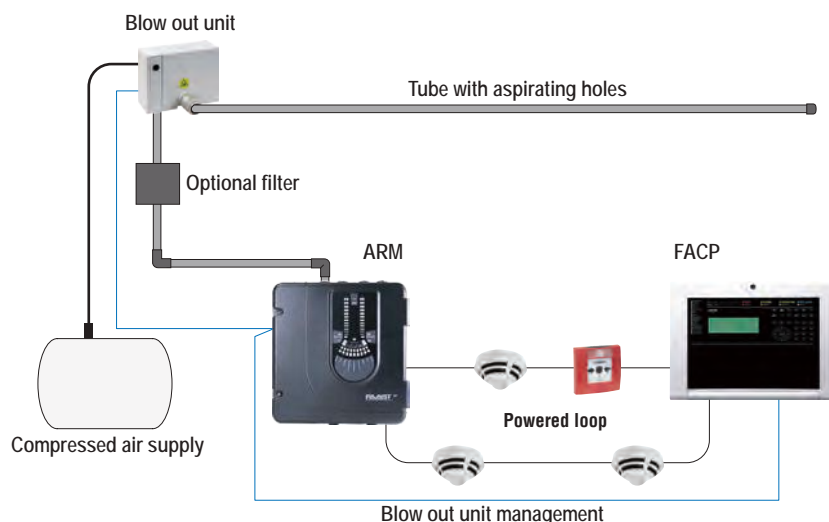 Blow out unit
Tube with aspirating holes
Optional filter
ARM
FACP
Powered loop
Compressed air supply
Blow out unit management